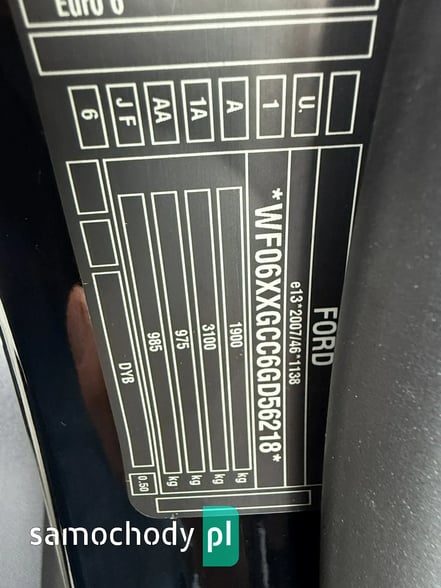 FORD
e13*2007/46*1138
*WF06XXGCC6GD56218*
1900 kg
3100 kg
975 kg
985 kg
DYB 0.50
U.
1
A
1A
AA
J F
6
Euro 6
samochody pl